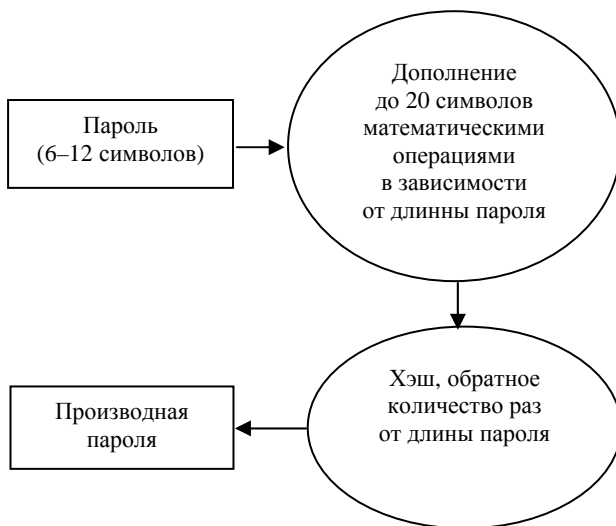 Пароль
(6–12 символов)
Дополнение
до 20 символов
математическими
операциями
в зависимости
от длинны пароля
Хэш, обратное
количество раз
от длины пароля
Производная
пароля